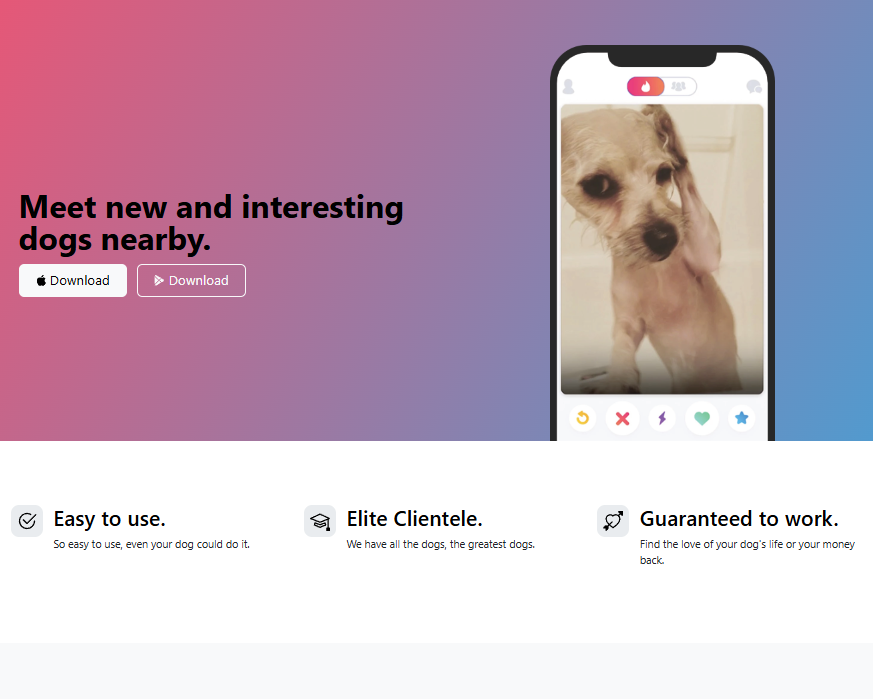 Meet new and interesting
dogs nearby.
Download
Download
Easy to use.
So easy to use, even your dog could do it.
Elite Clientele.
We have all the dogs, the greatest dogs.
Guaranteed to work.
Find the love of your dog's life or your money
back.